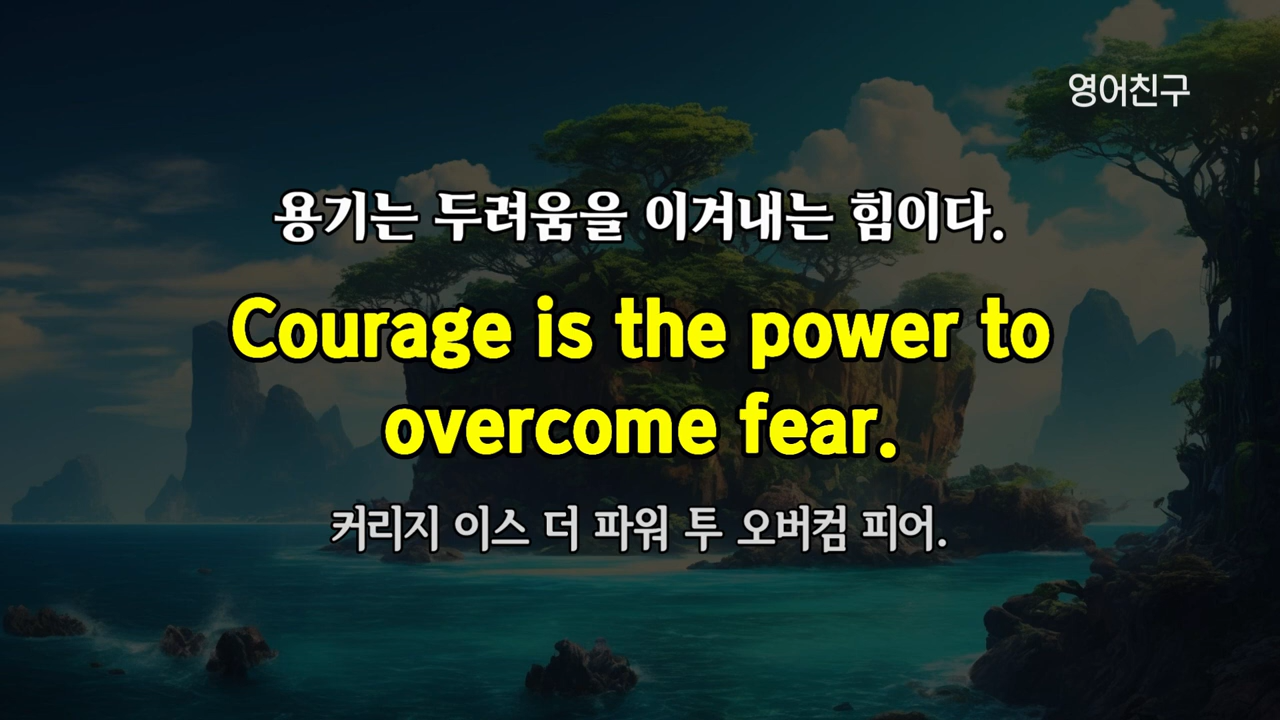 영어친구
용기는 두려움을 이겨내는 힘이다.
Courage is the power to
overcome fear.
커리지 이스 더 파워 투 오버컴 피어.